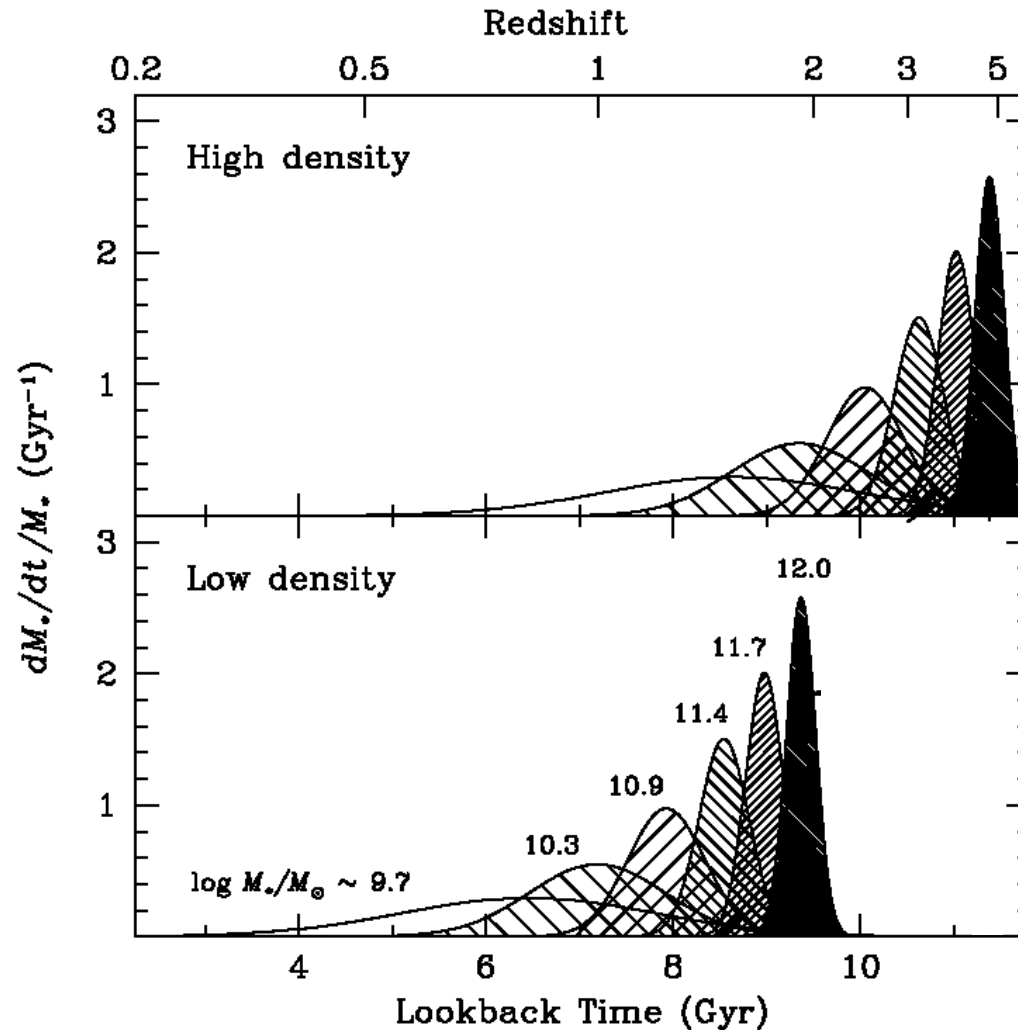 Redshift
0.2 0.5 1 2 3 5
3
High density
2
1
dM*/dt/M* (Gyr⁻¹)
3
Low density
12.0
2
11.7
11.4
10.9
1
10.3
log M*/M⊙ ~ 9.7
4 6 8 10
Lookback Time (Gyr)